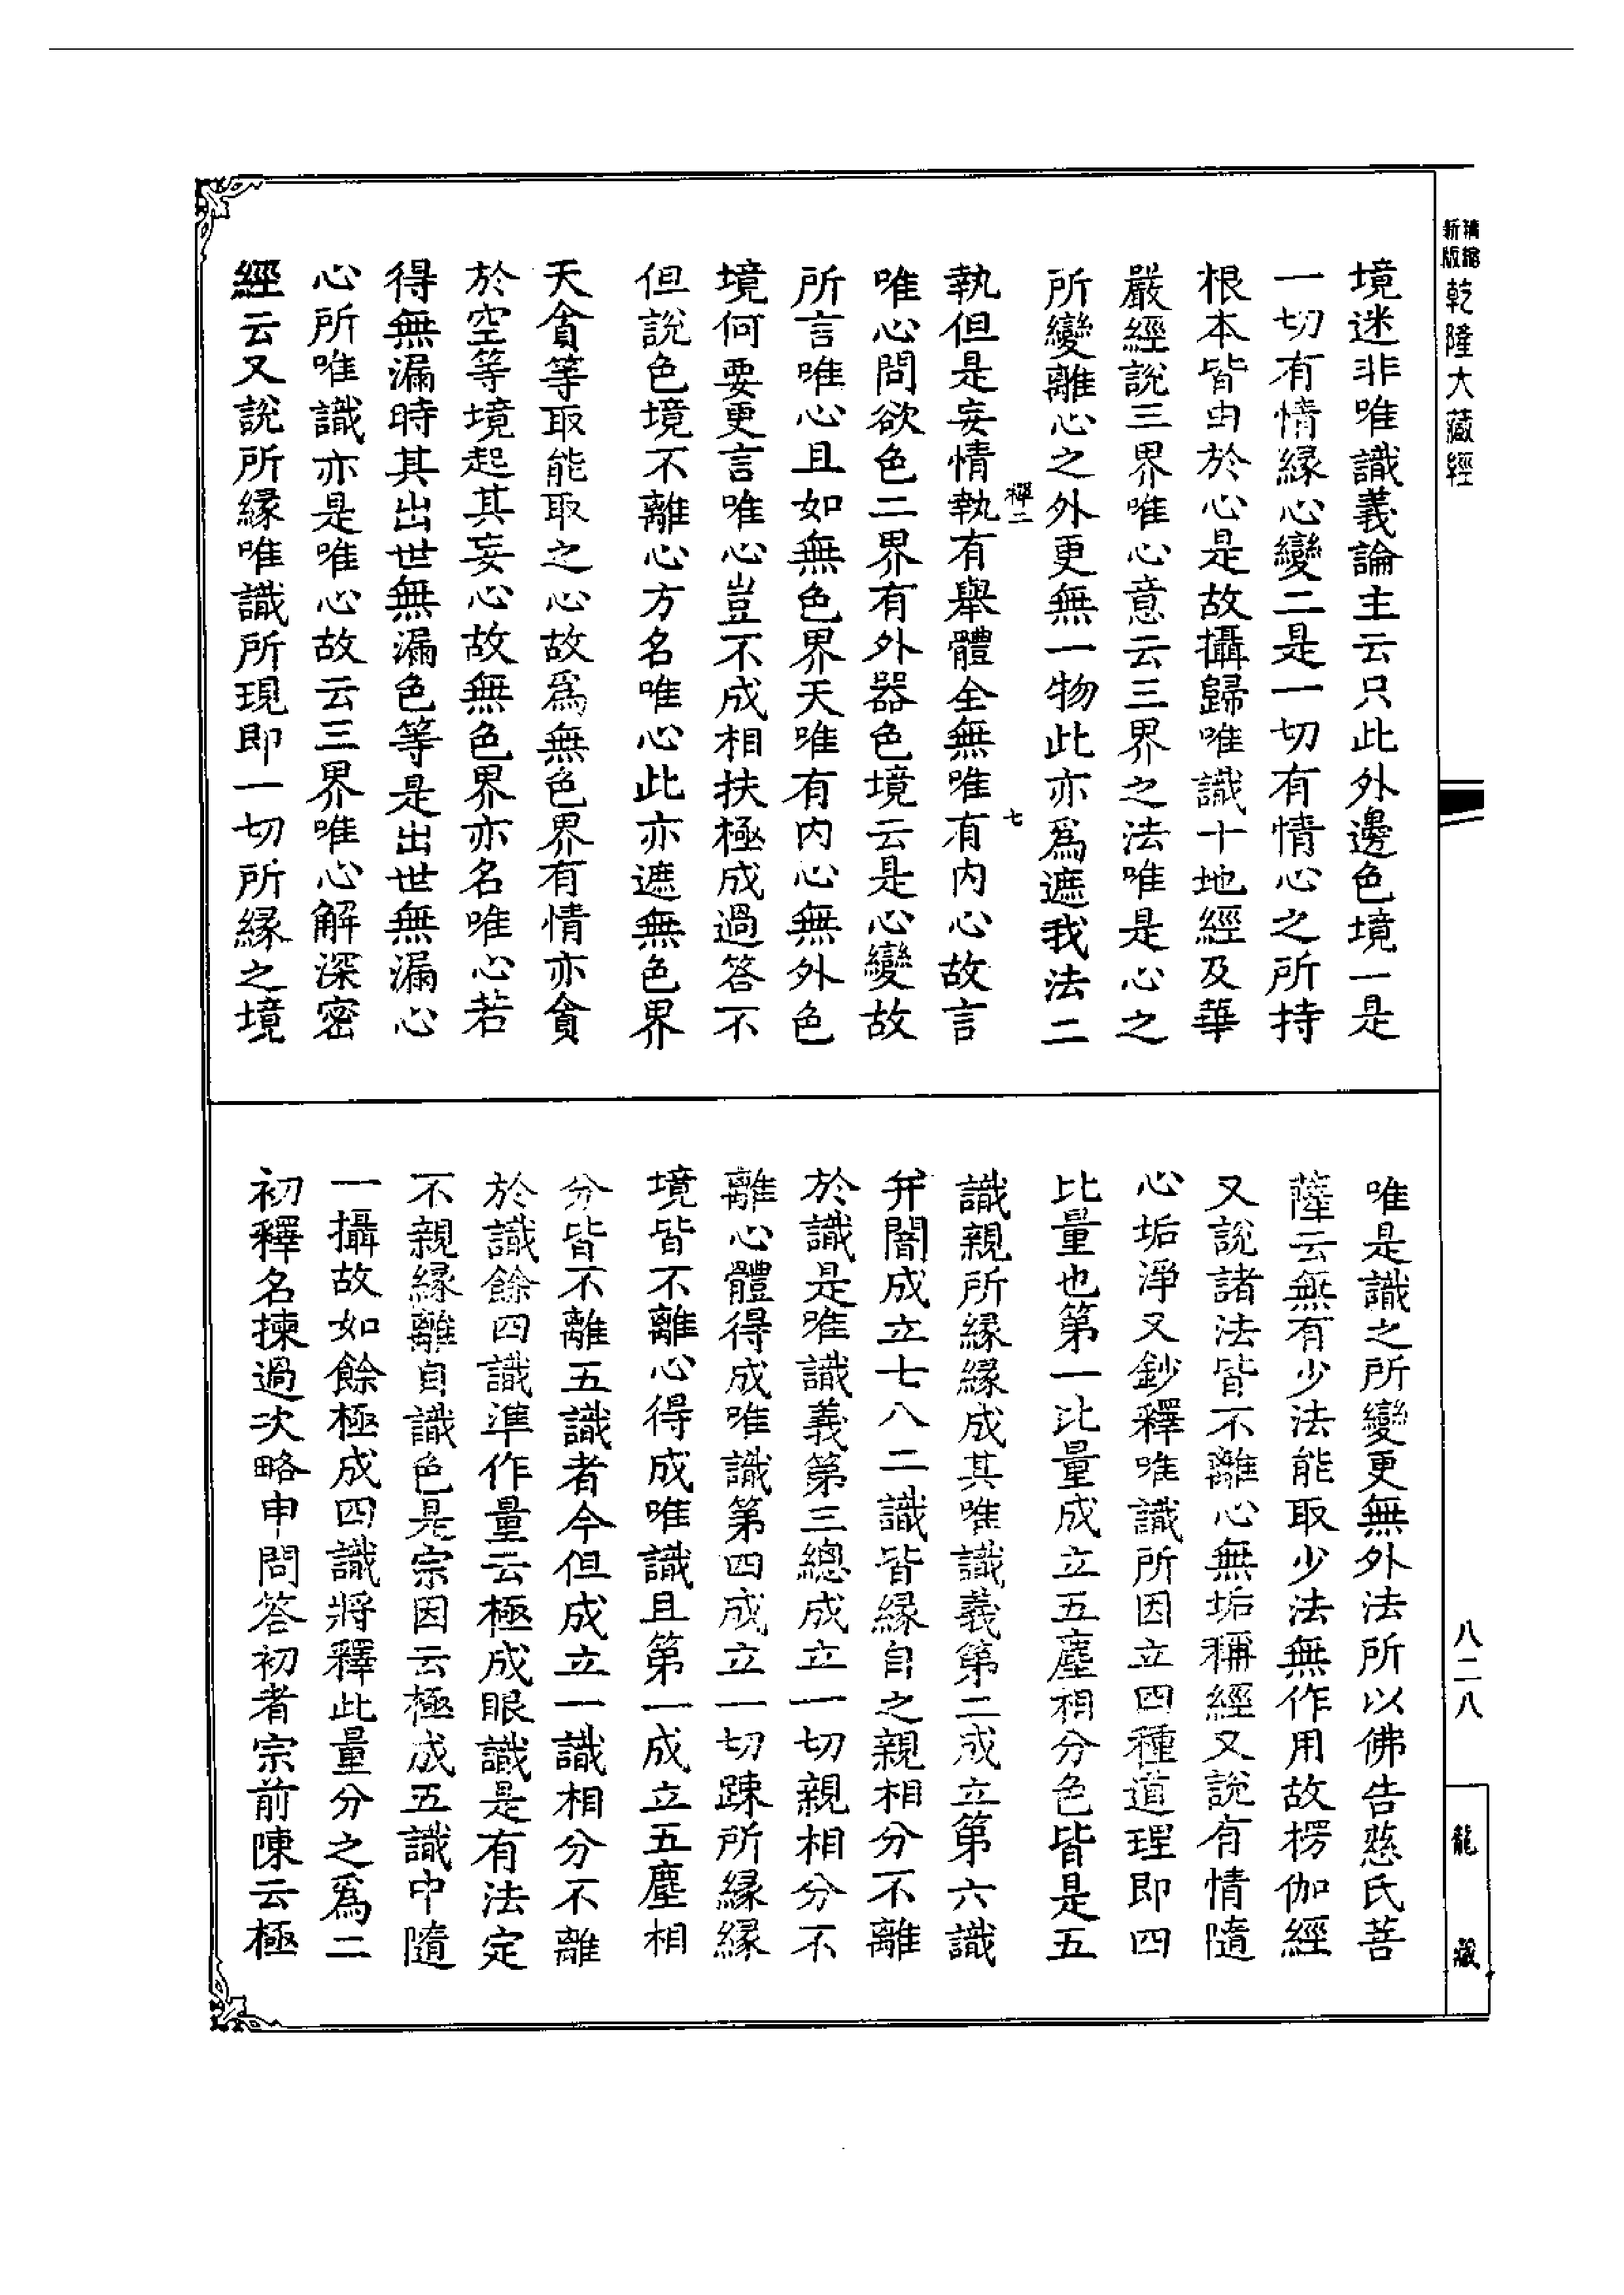 新版精縮乾隆大藏經
境迷非唯識義論主云只此外邊色境一是
一切有情緣心變二是一切有情心之所持
根本皆由於心是故攝歸唯識十地經及華
嚴經說三界唯心意云三界之法唯是心之
所變離心之外更無一物此亦爲遮我法二
禪二
七
執但是妄情執有舉體全無唯有内心故言
唯心問欲色二界有外器色境云是心變故
所言唯心且如無色界天唯有内心無外色
境何要更言唯心豈不成相扶極成過答不
但說色境不離心方名唯心此亦遮無色界
天貪等取能取之心故爲無色界有情亦貪
於空等境起其妄心故無色界亦名唯心若
得無漏時其出世無漏色等是出世無漏心
心所唯識亦是唯心故云三界唯心解深密
經云又說所緣唯識所現即一切所緣之境
唯是識之所變更無外法所以佛告慈氏菩
薩云無有少法能取少法無作用故楞伽經
又說諸法皆不離心無垢稱經又說有情隨
心垢淨又鈔釋唯識所因立四種道理即四
比量也第一比量成立五塵相分色皆是五
識親所緣緣成其唯識義第二成立第六識
并闇成立七八二識皆緣自之親相分不離
於識是唯識義第三總成立一切親相分不
離心體得成唯識第四成立一切踈所緣緣
境皆不離心得成唯識且第一成立五塵相
分皆不離五識者今但成立一識相分不離
於識餘四識準作量云極成眼識是有法定
不親緣離自識色是宗因云極成五識中隨
一攝故如餘極成四識將釋此量分之爲二
初釋名揀過次略申問答初者宗前陳云極
八二八
龍藏